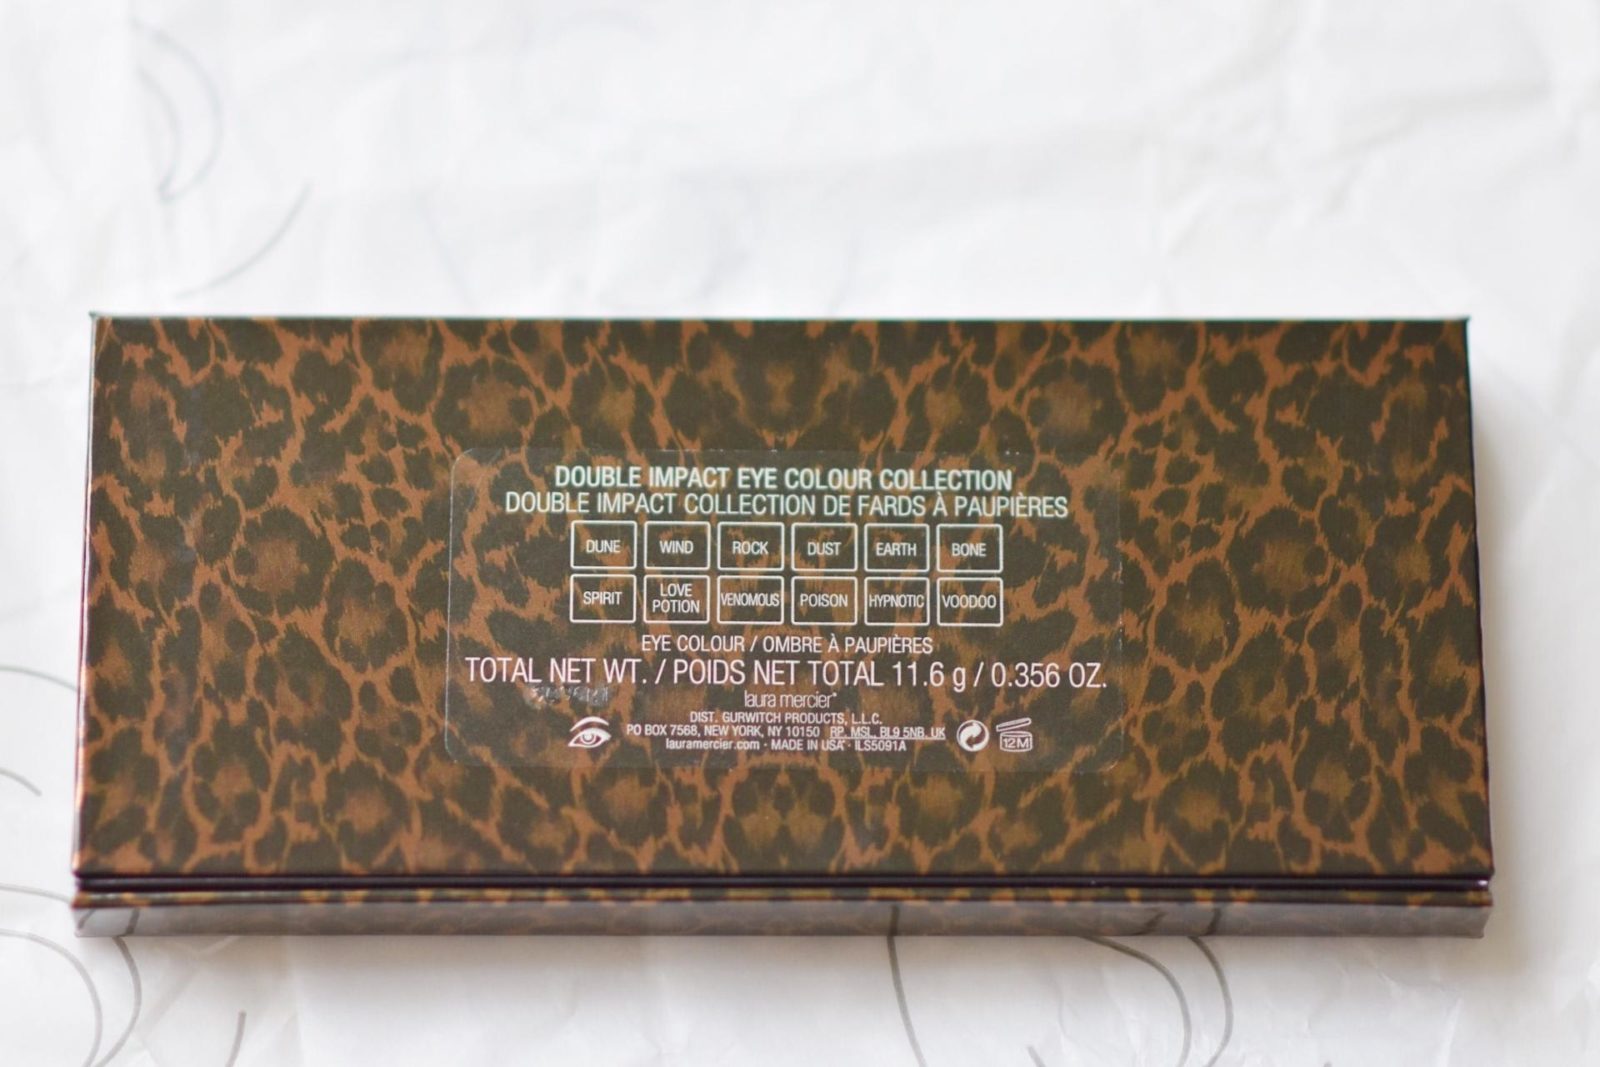 DOUBLE IMPACT EYE COLOUR COLLECTION
DOUBLE IMPACT COLLECTION DE FARDS À PAUPIÈRES
DUNE WIND ROCK DUST EARTH BONE
SPIRIT LOVE POTION VENOMOUS POISON HYPNOTIC VOODOO
EYE COLOUR / OMBRE À PAUPIÈRES
TOTAL NET WT. / POIDS NET TOTAL 11.6 g / 0.356 OZ.
laura mercier
DIST. GURWITCH PRODUCTS, L.L.C.
PO BOX 7568, NEW YORK, NY 10150 RP, MSL, BL9 5NB, UK
lauramercier.com · MADE IN USA · ILS5091A
12M